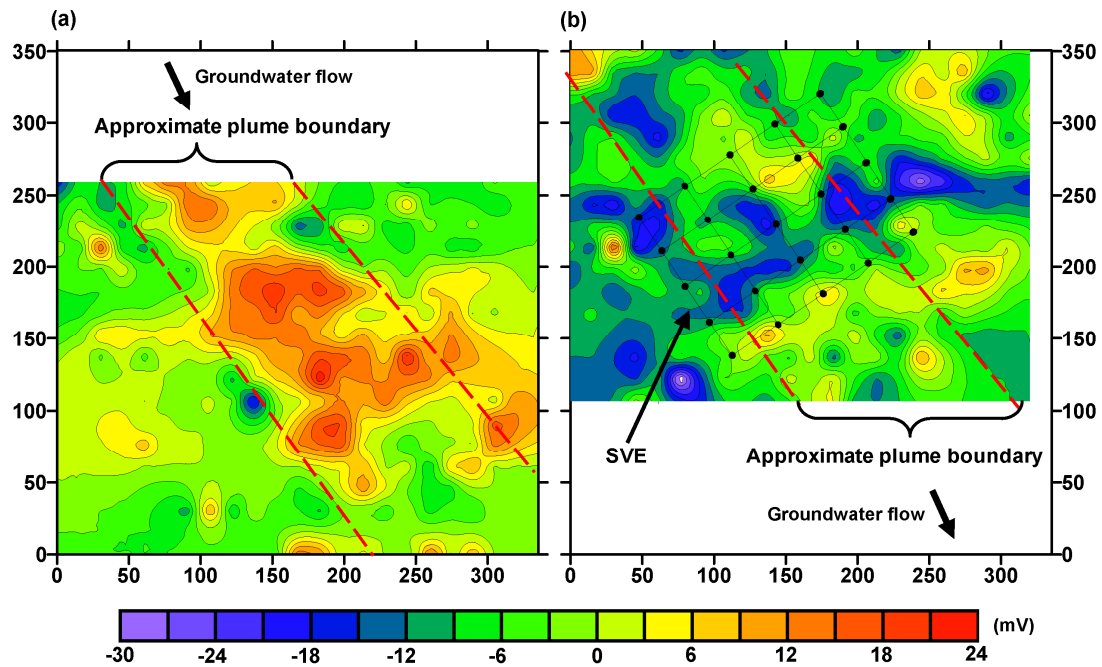 (a)
350
300
250
200
150
100
50
0
0 50 100 150 200 250 300
Groundwater flow
Approximate plume boundary
(b)
350
300
250
200
150
100
50
0
0 50 100 150 200 250 300
SVE
Approximate plume boundary
Groundwater flow
-30 -24 -18 -12 -6 0 6 12 18 24
(mV)